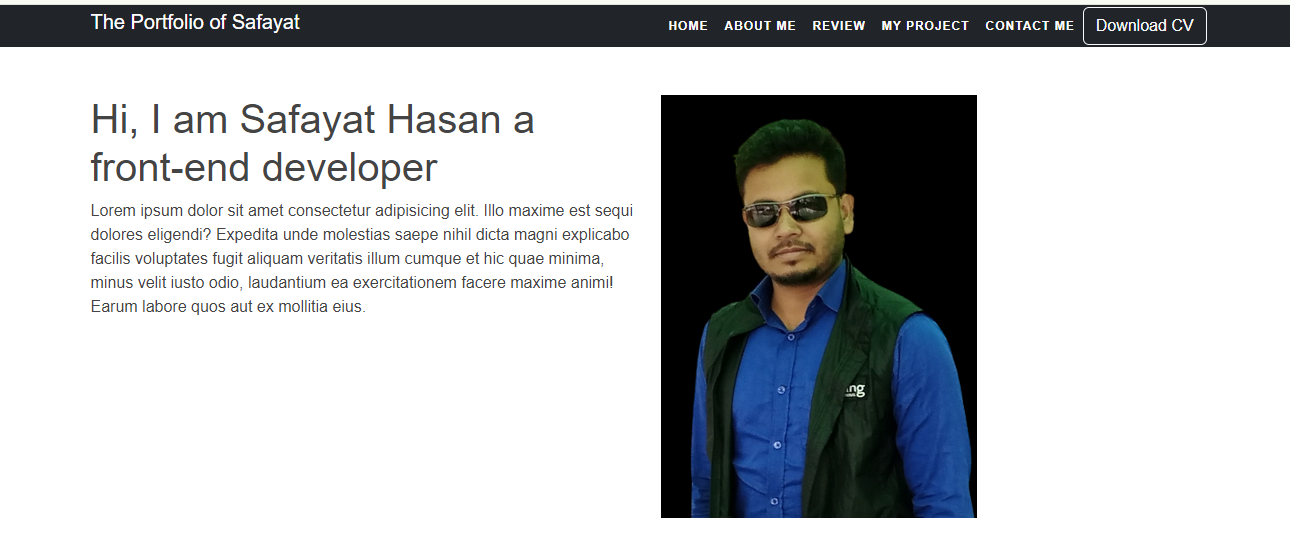 The Portfolio of Safayat
HOME ABOUT ME REVIEW MY PROJECT CONTACT ME Download CV
Hi, I am Safayat Hasan a
front-end developer
Lorem ipsum dolor sit amet consectetur adipisicing elit. Illo maxime est sequi
dolores eligendi? Expedita unde molestias saepe nihil dicta magni explicabo
facilis voluptates fugit aliquam veritatis illum cumque et hic quae minima,
minus velit iusto odio, laudantium ea exercitationem facere maxime animi!
Earum labore quos aut ex mollitia eius.